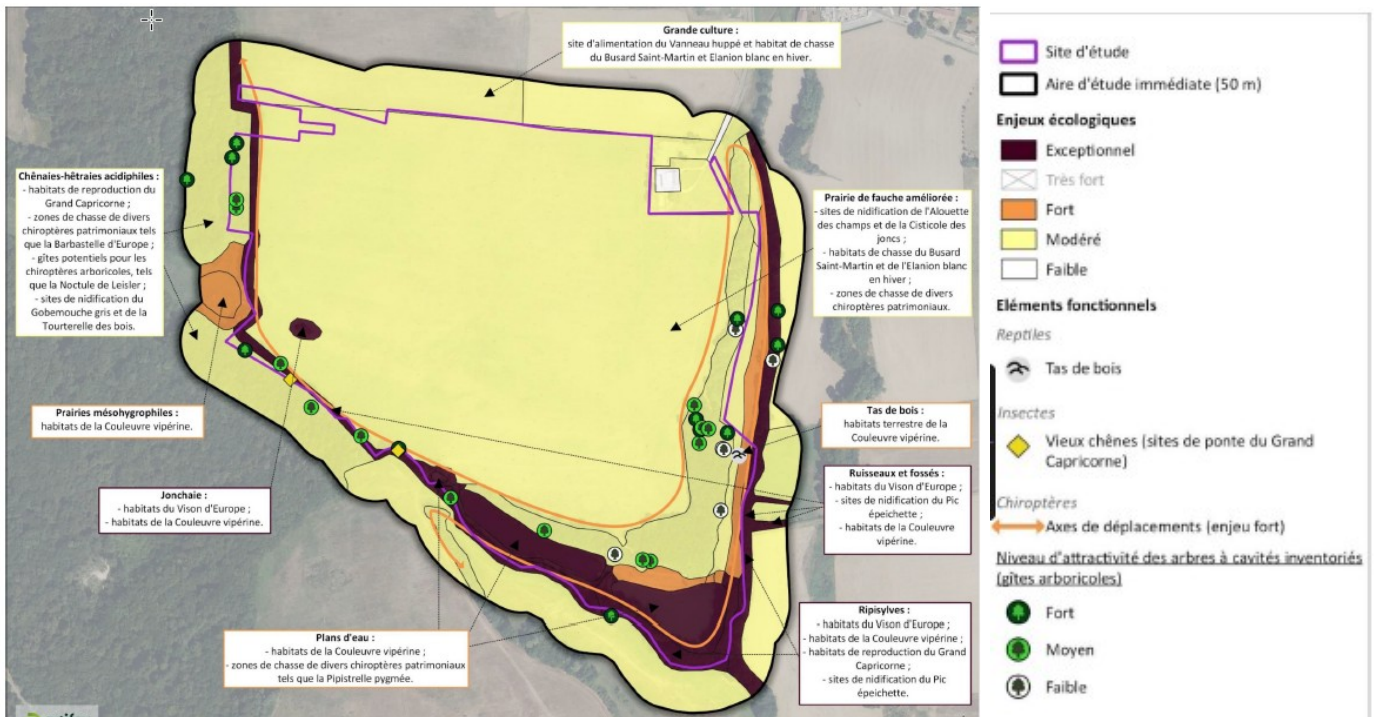 Grande culture :
site d'alimentation du Vanneau huppé et habitat de chasse
du Busard Saint-Martin et Elanion blanc en hiver.
Chênaies-hêtraies acidiphiles :
- habitats de reproduction du
Grand Capricorne ;
- zones de chasse de divers
chiroptères patrimoniaux tels
que la Barbastelle d'Europe ;
- gîtes potentiels pour les
chiroptères arboricoles, tels
que la Noctule de Leisler ;
- sites de nidification du
Gobemouche gris et de la
Tourterelle des bois.
Prairie de fauche améliorée :
- sites de nidification de l'Alouette
des champs et de la Cisticole des
joncs ;
- habitats de chasse du Busard
Saint-Martin et de l'Elanion blanc
en hiver ;
- zones de chasse de divers
chiroptères patrimoniaux.
Prairies mésohygrophiles :
habitats de la Couleuvre vipérine.
Tas de bois :
habitats terrestre de la
Couleuvre vipérine.
Jonchaie :
- habitats du Vison d'Europe ;
- habitats de la Couleuvre vipérine.
Ruisseaux et fossés :
- habitats du Vison d'Europe ;
- sites de nidification du Pic
épeichette ;
- habitats de la Couleuvre
vipérine.
Plans d'eau :
- habitats de la Couleuvre vipérine ;
- zones de chasse de divers chiroptères patrimoniaux
tels que la Pipistrelle pygmée.
Ripisylves :
- habitats du Vison d'Europe ;
- habitats de la Couleuvre vipérine ;
- habitats de reproduction du Grand
Capricorne ;
- sites de nidification du Pic
épeichette.
Site d'étude
Aire d'étude immédiate (50 m)
Enjeux écologiques
Exceptionnel
Très fort
Fort
Modéré
Faible
Eléments fonctionnels
Reptiles
Tas de bois
Insectes
Vieux chênes (sites de ponte du Grand
Capricorne)
Chiroptères
Axes de déplacements (enjeu fort)
Niveau d'attractivité des arbres à cavités inventoriés
(gîtes arboricoles)
Fort
Moyen
Faible